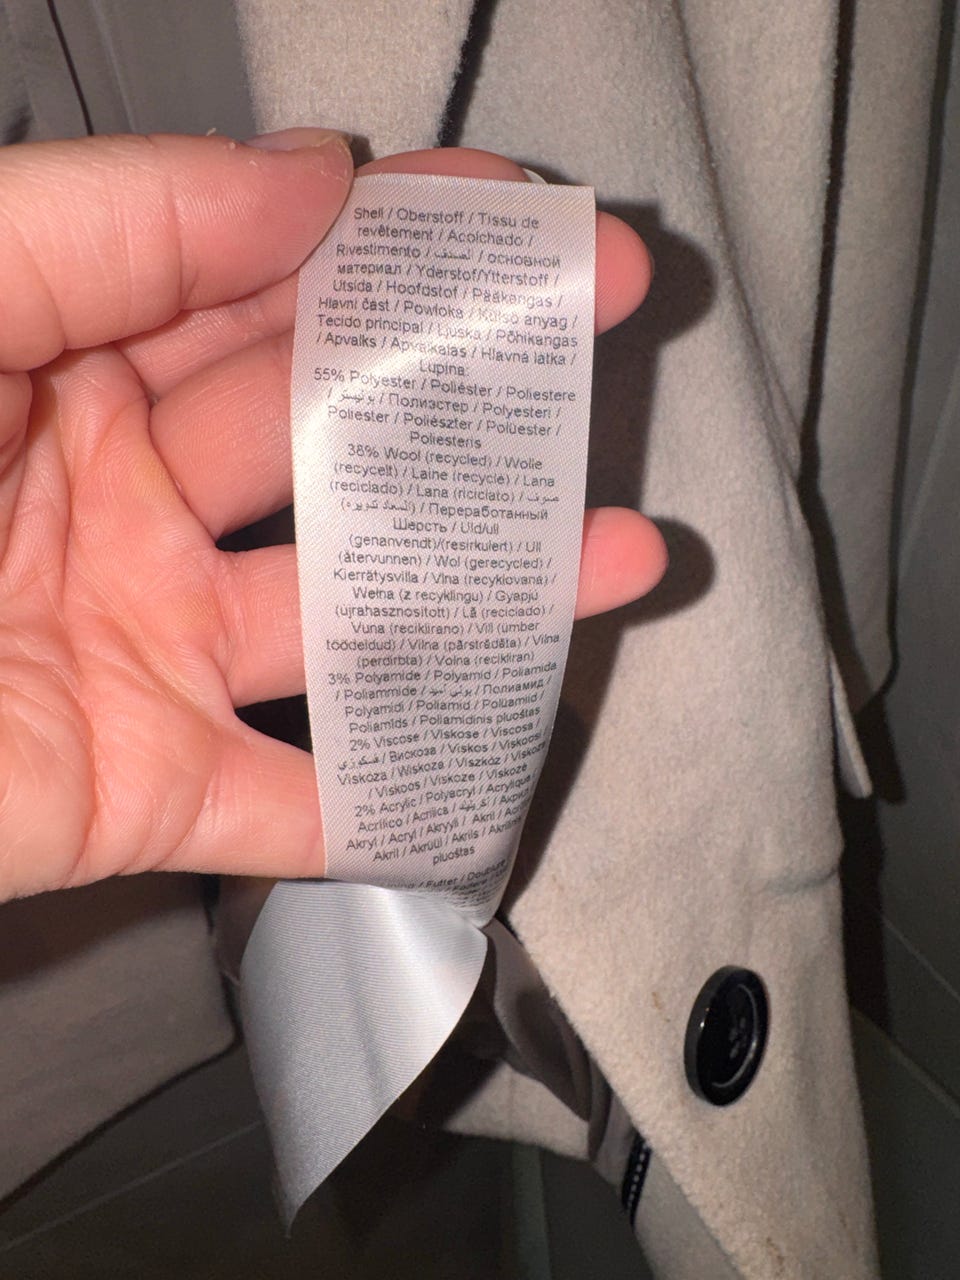 Shell / Oberstoff / Tissu de
revêtement / Acolchado /
Rivestimento / الصدف / основной
материал / Yderstof/Ytterstoff /
Utsida / Hoofdstof / Pääkangas /
Hlavní část / Powłoka / Külső anyag /
Tecido principal / Ljuska / Põhikangas
/ Apvalks / Apvalkalas / Hlavná látka /
Lupina:
55% Polyester / Poliéster / Poliestere
/ بوليستر / Полиэстер / Polyesteri /
Poliester / Poliészter / Polüester /
Poliesteris
38% Wool (recycled) / Wolle
(recycelt) / Laine (recyclé) / Lana
(reciclado) / Lana (riciclato) / صوف
/ Переработанный
Шерсть / Uld/ull
(genanvendt)/(resirkulert) / Ull
(återvunnen) / Wol (gerecycled) /
Kierrätysvilla / Vlna (recyklovaná) /
Wełna (z recyklingu) / Gyapjú
(újrahasznosított) / Lã (reciclado) /
Vuna (reciklirano) / Vill (ümber
töödeldud) / Vilna (pārstrādāta) / Vilna
(perdirbta) / Volna (recikliran)
3% Polyamide / Polyamid / Poliamida
/ Poliammide / بولي أميد / Полиамид /
Polyamidi / Poliamid / Polüamiid /
Poliamīds / Poliamidinis pluoštas
2% Viscose / Viskose / Viscosa /
فسكوزي / Вискоза / Viskos / Viskoosi /
Viskóza / Wiskoza / Viszkóz / Viskoza
/ Viskoos / Viskoze / Viskozė
2% Acrylic / Polyacryl / Acrylique /
Acrílico / Acrilica / أكريليك / Акрил /
Akryl / Acryl / Akryyli / Akril /
Akril / Akrüül / Akrils / Akrilinis
pluoštas
/ Futter / Doublure